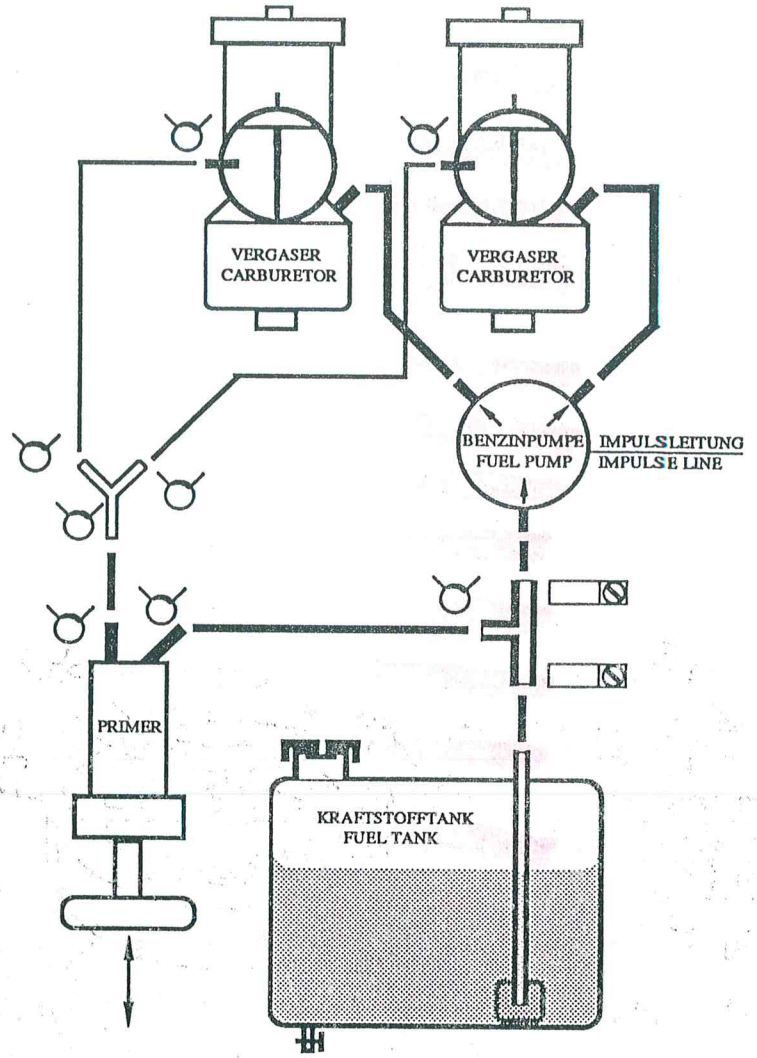 VERGASER
CARBURETOR
VERGASER
CARBURETOR
BENZINPUMPE
FUEL PUMP
IMPULSLEITUNG
IMPULSE LINE
PRIMER
KRAFTSTOFFTANK
FUEL TANK